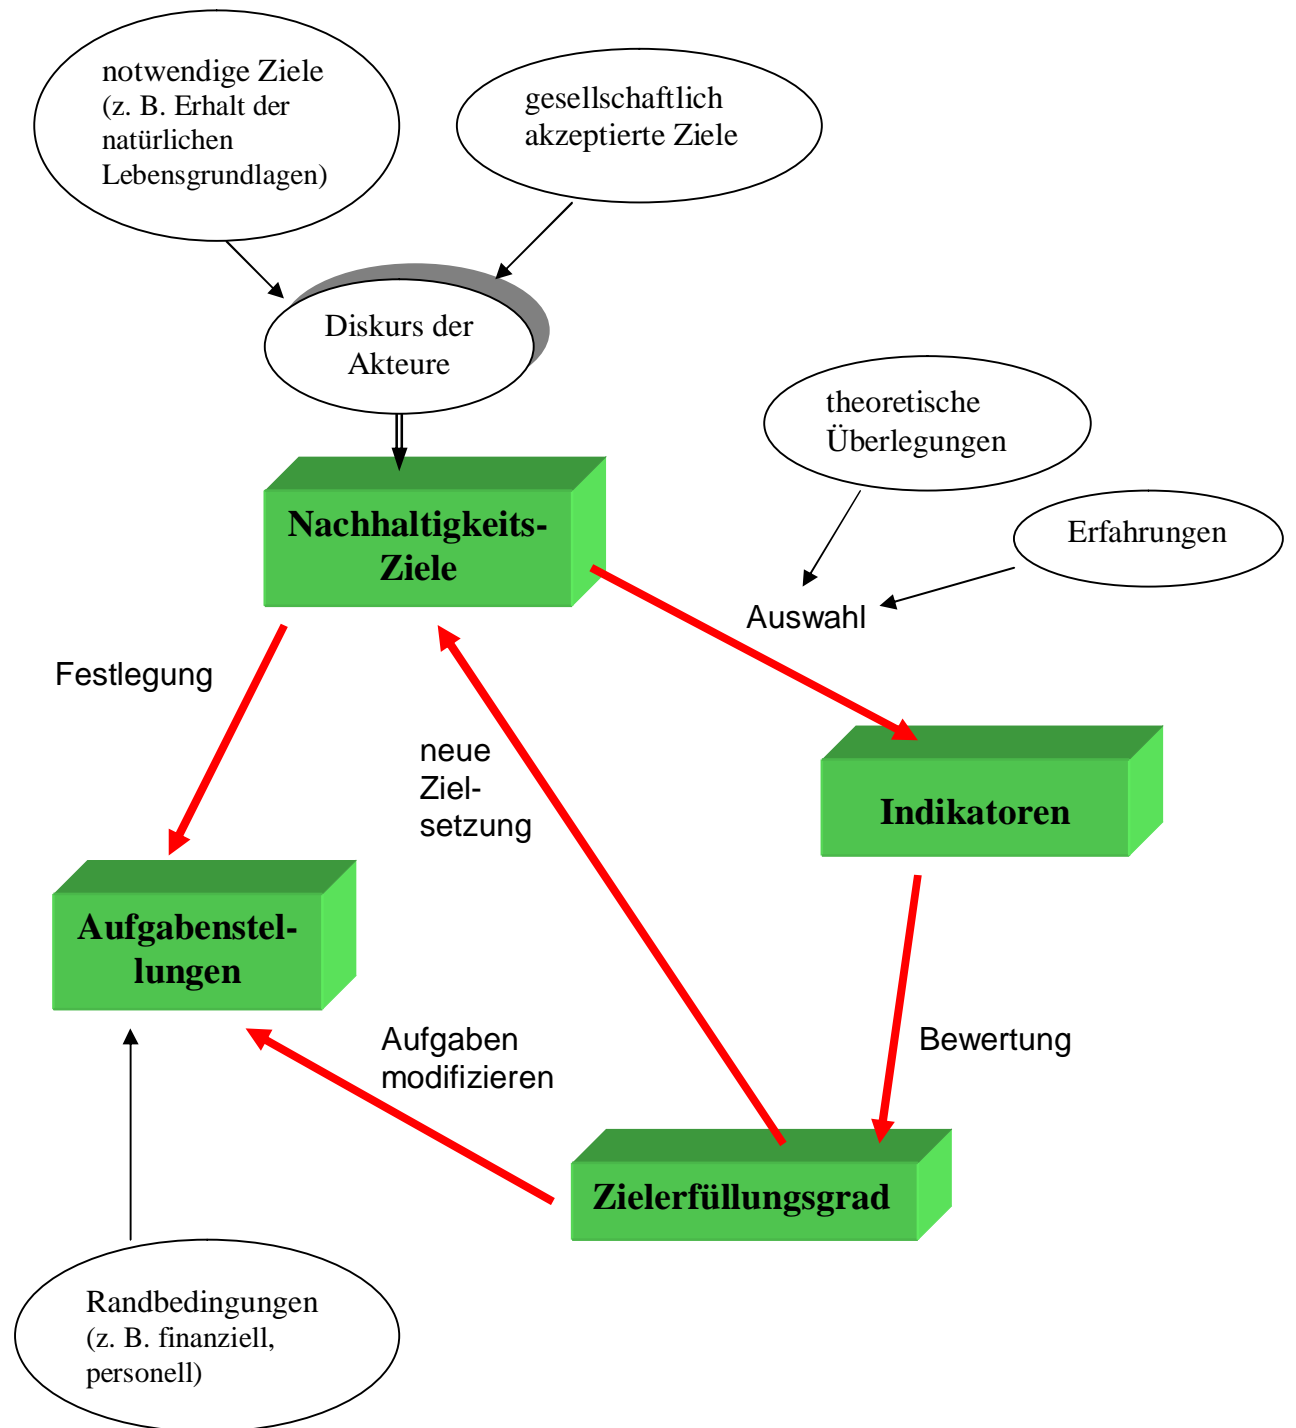 notwendige Ziele
(z. B. Erhalt der
natürlichen
Lebensgrundlagen)
gesellschaftlich
akzeptierte Ziele
Diskurs der
Akteure
theoretische
Überlegungen
Erfahrungen
Nachhaltigkeits-
Ziele
Auswahl
Festlegung
neue
Ziel-
setzung
Indikatoren
Aufgabenstel-
lungen
Aufgaben
modifizieren
Bewertung
Zielerfüllungsgrad
Randbedingungen
(z. B. finanziell,
personell)